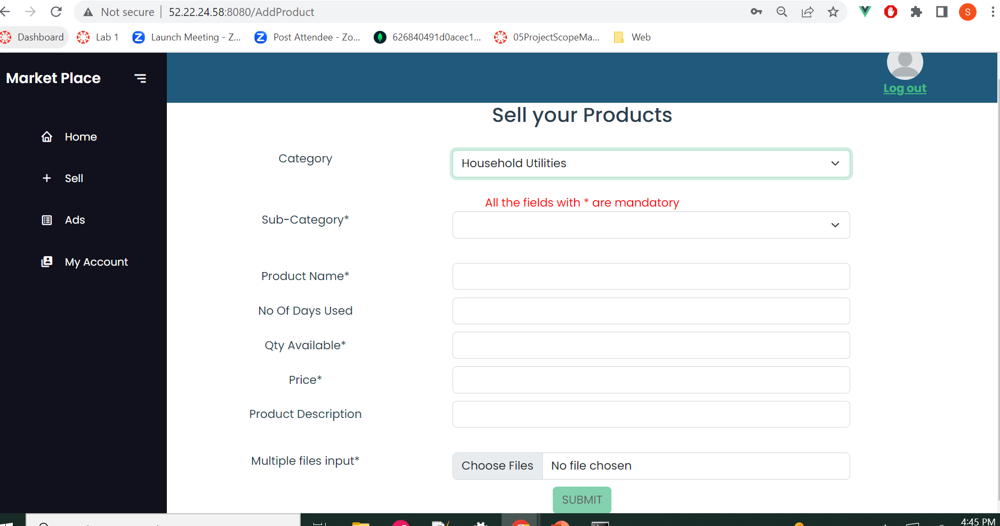 Not secure | 52.22.24.58:8080/AddProduct
S
Dashboard
Lab 1
Launch Meeting - Z...
Post Attendee - Zo...
626840491d0acec1...
05ProjectScopeMa...
Web
Market Place
Log out
Home
Sell
Ads
My Account
Sell your Products
Category
Household Utilities
All the fields with * are mandatory
Sub-Category*
Product Name*
No Of Days Used
Qty Available*
Price*
Product Description
Multiple files input*
Choose Files
No file chosen
SUBMIT
4:45 PM